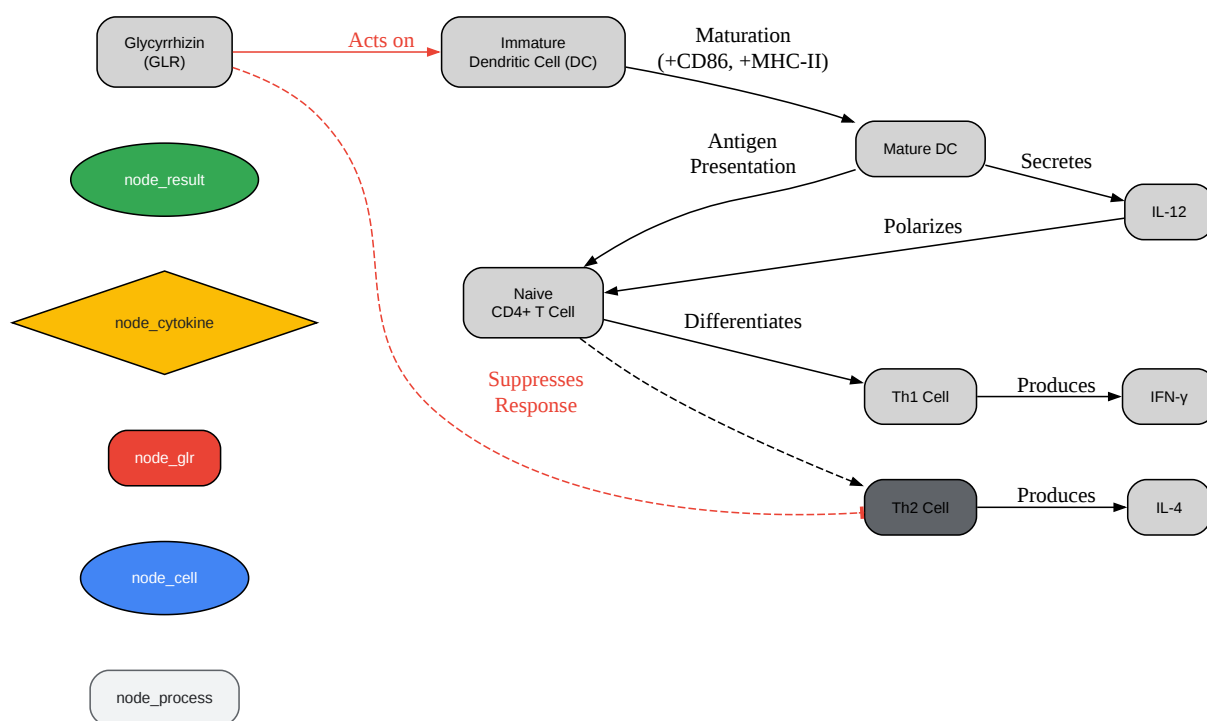 Glycyrrhizin
(GLR)
Acts on
Immature
Dendritic Cell (DC)
Maturation
(+CD86, +MHC-II)
Mature DC
Antigen
Presentation
Secretes
IL-12
Polarizes
node_result
node_cytokine
Naive
CD4+ T Cell
Differentiates
Suppresses
Response
Th1 Cell
Produces
IFN-γ
node_glr
Th2 Cell
Produces
IL-4
node_cell
node_process